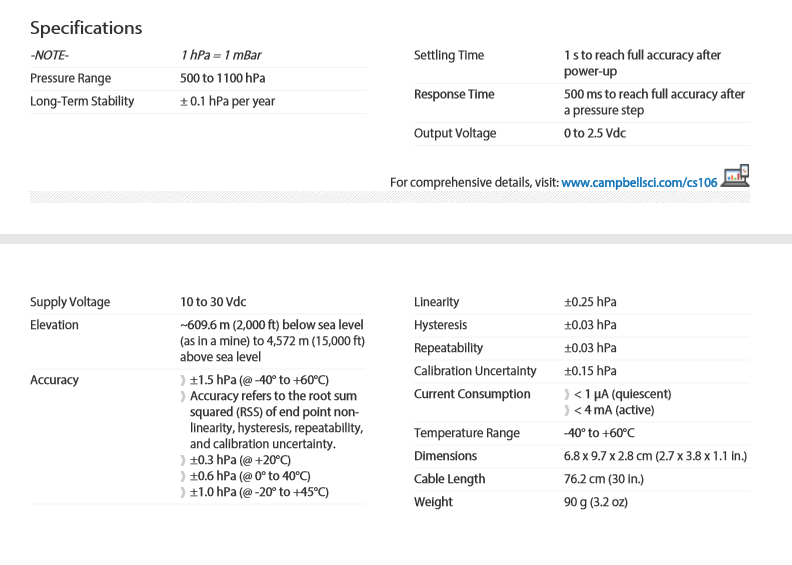 Specifications
-NOTE- 1 hPa = 1 mBar
Pressure Range 500 to 1100 hPa
Long-Term Stability ± 0.1 hPa per year
Settling Time 1 s to reach full accuracy after
power-up
Response Time 500 ms to reach full accuracy after
a pressure step
Output Voltage 0 to 2.5 Vdc
For comprehensive details, visit: www.campbellsci.com/cs106
Supply Voltage 10 to 30 Vdc
Elevation ~609.6 m (2,000 ft) below sea level
(as in a mine) to 4,572 m (15,000 ft)
above sea level
Accuracy ⟫ ±1.5 hPa (@ -40° to +60°C)
⟫ Accuracy refers to the root sum
squared (RSS) of end point non-
linearity, hysteresis, repeatability,
and calibration uncertainty.
⟫ ±0.3 hPa (@ +20°C)
⟫ ±0.6 hPa (@ 0° to 40°C)
⟫ ±1.0 hPa (@ -20° to +45°C)
Linearity ±0.25 hPa
Hysteresis ±0.03 hPa
Repeatability ±0.03 hPa
Calibration Uncertainty ±0.15 hPa
Current Consumption ⟫ < 1 µA (quiescent)
⟫ < 4 mA (active)
Temperature Range -40° to +60°C
Dimensions 6.8 x 9.7 x 2.8 cm (2.7 x 3.8 x 1.1 in.)
Cable Length 76.2 cm (30 in.)
Weight 90 g (3.2 oz)